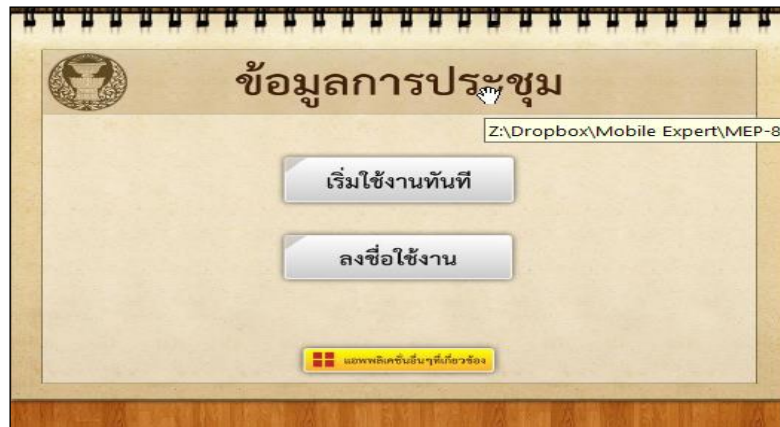 ข้อมูลการประชุม
Z:\Dropbox\Mobile Expert\MEP-8
เริ่มใช้งานทันที
ลงชื่อใช้งาน
แอพพลิเคชั่นอื่นๆที่เกี่ยวข้อง